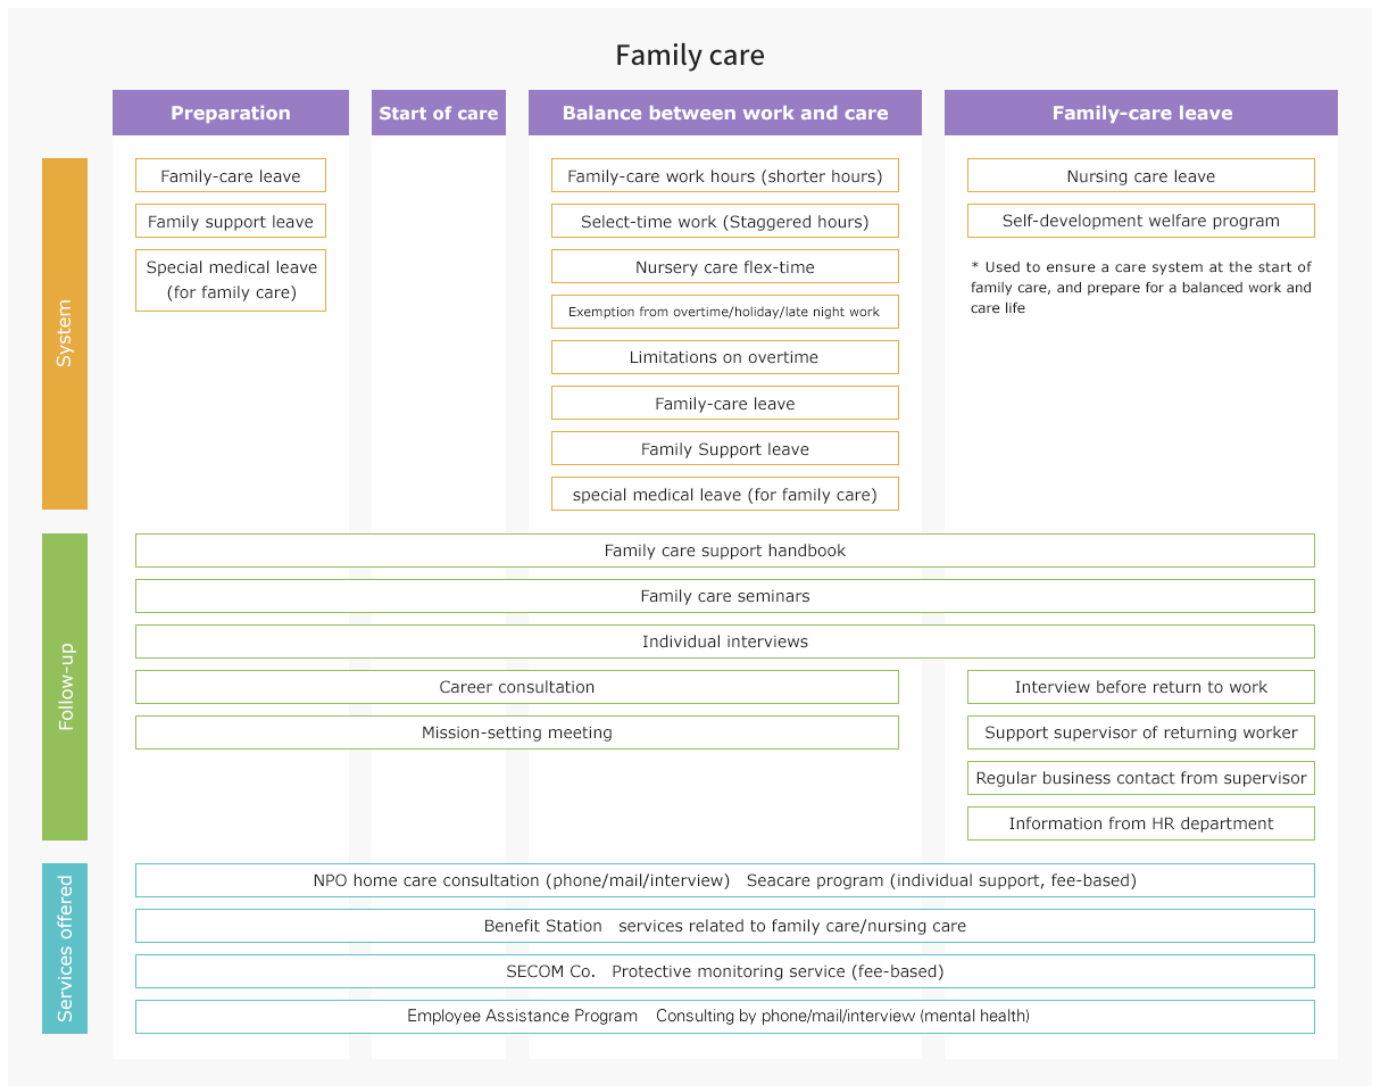 Family care
Preparation
Start of care
Balance between work and care
Family-care leave
System
Family-care leave
Family support leave
Special medical leave
(for family care)
Family-care work hours (shorter hours)
Select-time work (Staggered hours)
Nursery care flex-time
Exemption from overtime/holiday/late night work
Limitations on overtime
Family-care leave
Family Support leave
special medical leave (for family care)
Nursing care leave
Self-development welfare program
* Used to ensure a care system at the start of
family care, and prepare for a balanced work and
care life
Follow-up
Family care support handbook
Family care seminars
Individual interviews
Career consultation
Mission-setting meeting
Interview before return to work
Support supervisor of returning worker
Regular business contact from supervisor
Information from HR department
Services offered
NPO home care consultation (phone/mail/interview) Seacare program (individual support, fee-based)
Benefit Station services related to family care/nursing care
SECOM Co. Protective monitoring service (fee-based)
Employee Assistance Program Consulting by phone/mail/interview (mental health)